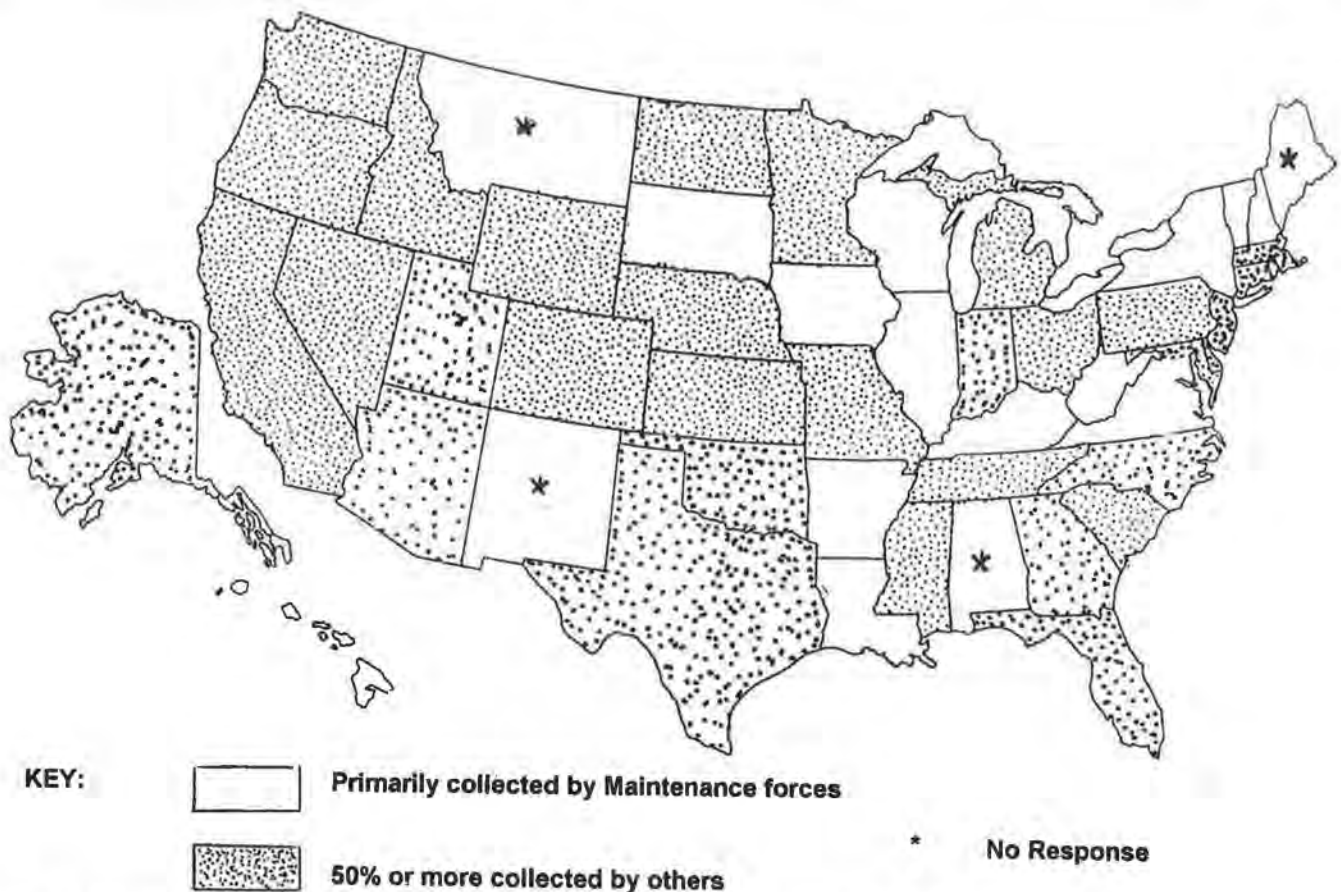 *
*
*
*
KEY:
Primarily collected by Maintenance forces
* No Response
50% or more collected by others